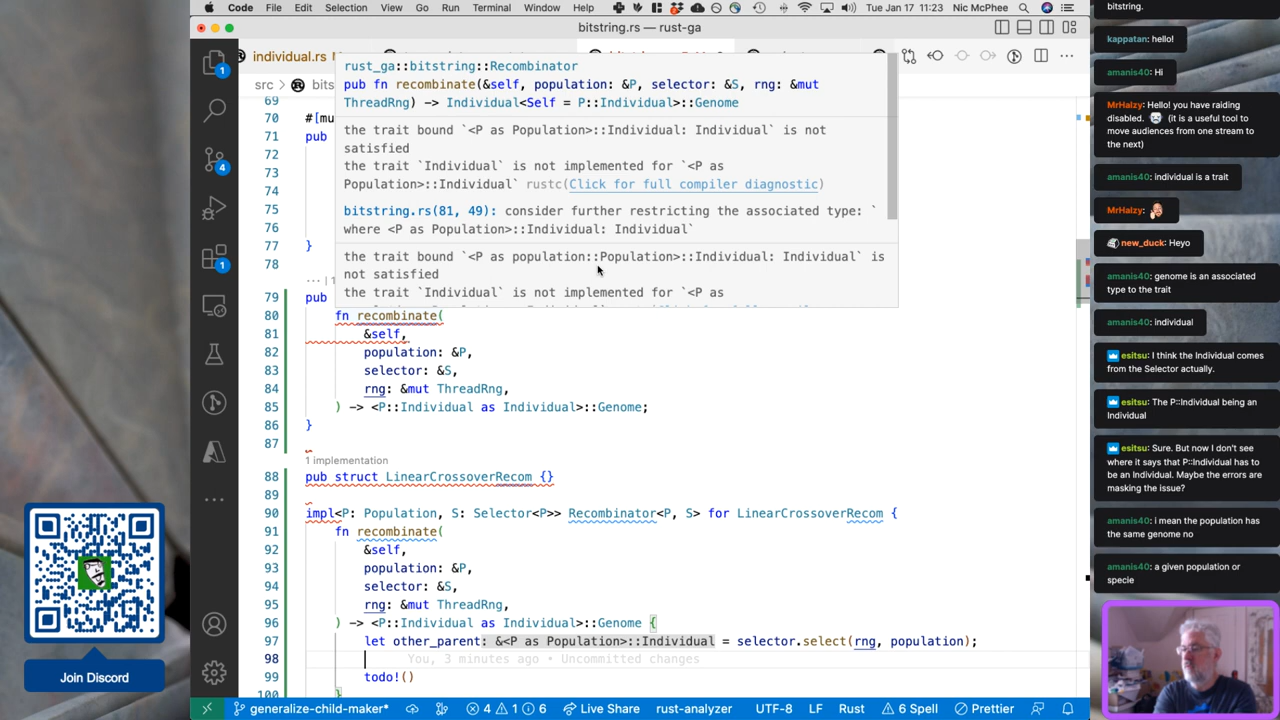 Code File Edit Selection View Go Run Terminal Window Help Tue Jan 17 11:23 Nic McPhee
bitstring.rs — rust-ga
individual.rs
src > bits
69
70 #[mu
71 pub
72
73
74
75
76
77 }
78
rust_ga::bitstring::Recombinator
pub fn recombinate(&self, population: &P, selector: &S, rng: &mut
ThreadRng) -> Individual<Self = P::Individual>::Genome
the trait bound `<P as Population>::Individual: Individual` is not
satisfied
the trait `Individual` is not implemented for `<P as
Population>::Individual` rustc(Click for full compiler diagnostic)
bitstring.rs(81, 49): consider further restricting the associated type: `
where <P as Population>::Individual: Individual`
the trait bound `<P as population::Population>::Individual: Individual` is
not satisfied
the trait `Individual` is not implemented for `<P as
79 pub
80 fn recombinate(
81 &self,
82 population: &P,
83 selector: &S,
84 rng: &mut ThreadRng,
85 ) -> <P::Individual as Individual>::Genome;
86 }
87
1 implementation
88 pub struct LinearCrossoverRecom {}
89
90 impl<P: Population, S: Selector<P>> Recombinator<P, S> for LinearCrossoverRecom {
91 fn recombinate(
92 &self,
93 population: &P,
94 selector: &S,
95 rng: &mut ThreadRng,
96 ) -> <P::Individual as Individual>::Genome {
97 let other_parent: &<P as Population>::Individual = selector.select(rng, population);
98 You, 3 minutes ago • Uncommitted changes
99 todo!()
100 }
1
4
1
generalize-child-maker* 4 1 6 Live Share rust-analyzer UTF-8 LF Rust 6 Spell Prettier
Join Discord
bitstring.
kappatan: hello!
amanis40: Hi
MrHalzy: Hello! you have raiding
disabled. (it is a useful tool to
move audiences from one stream to
the next)
amanis40: individual is a trait
MrHalzy:
new_duck: Heyo
amanis40: genome is an associated
type to the trait
amanis40: individual
esitsu: I think the Individual comes
from the Selector actually.
esitsu: The P::Individual being an
Individual
esitsu: Sure. But now I don't see
where it says that P::Individual has to
be an Individual. Maybe the errors are
masking the issue?
amanis40: i mean the population has
the same genome no
amanis40: a given population or
specie